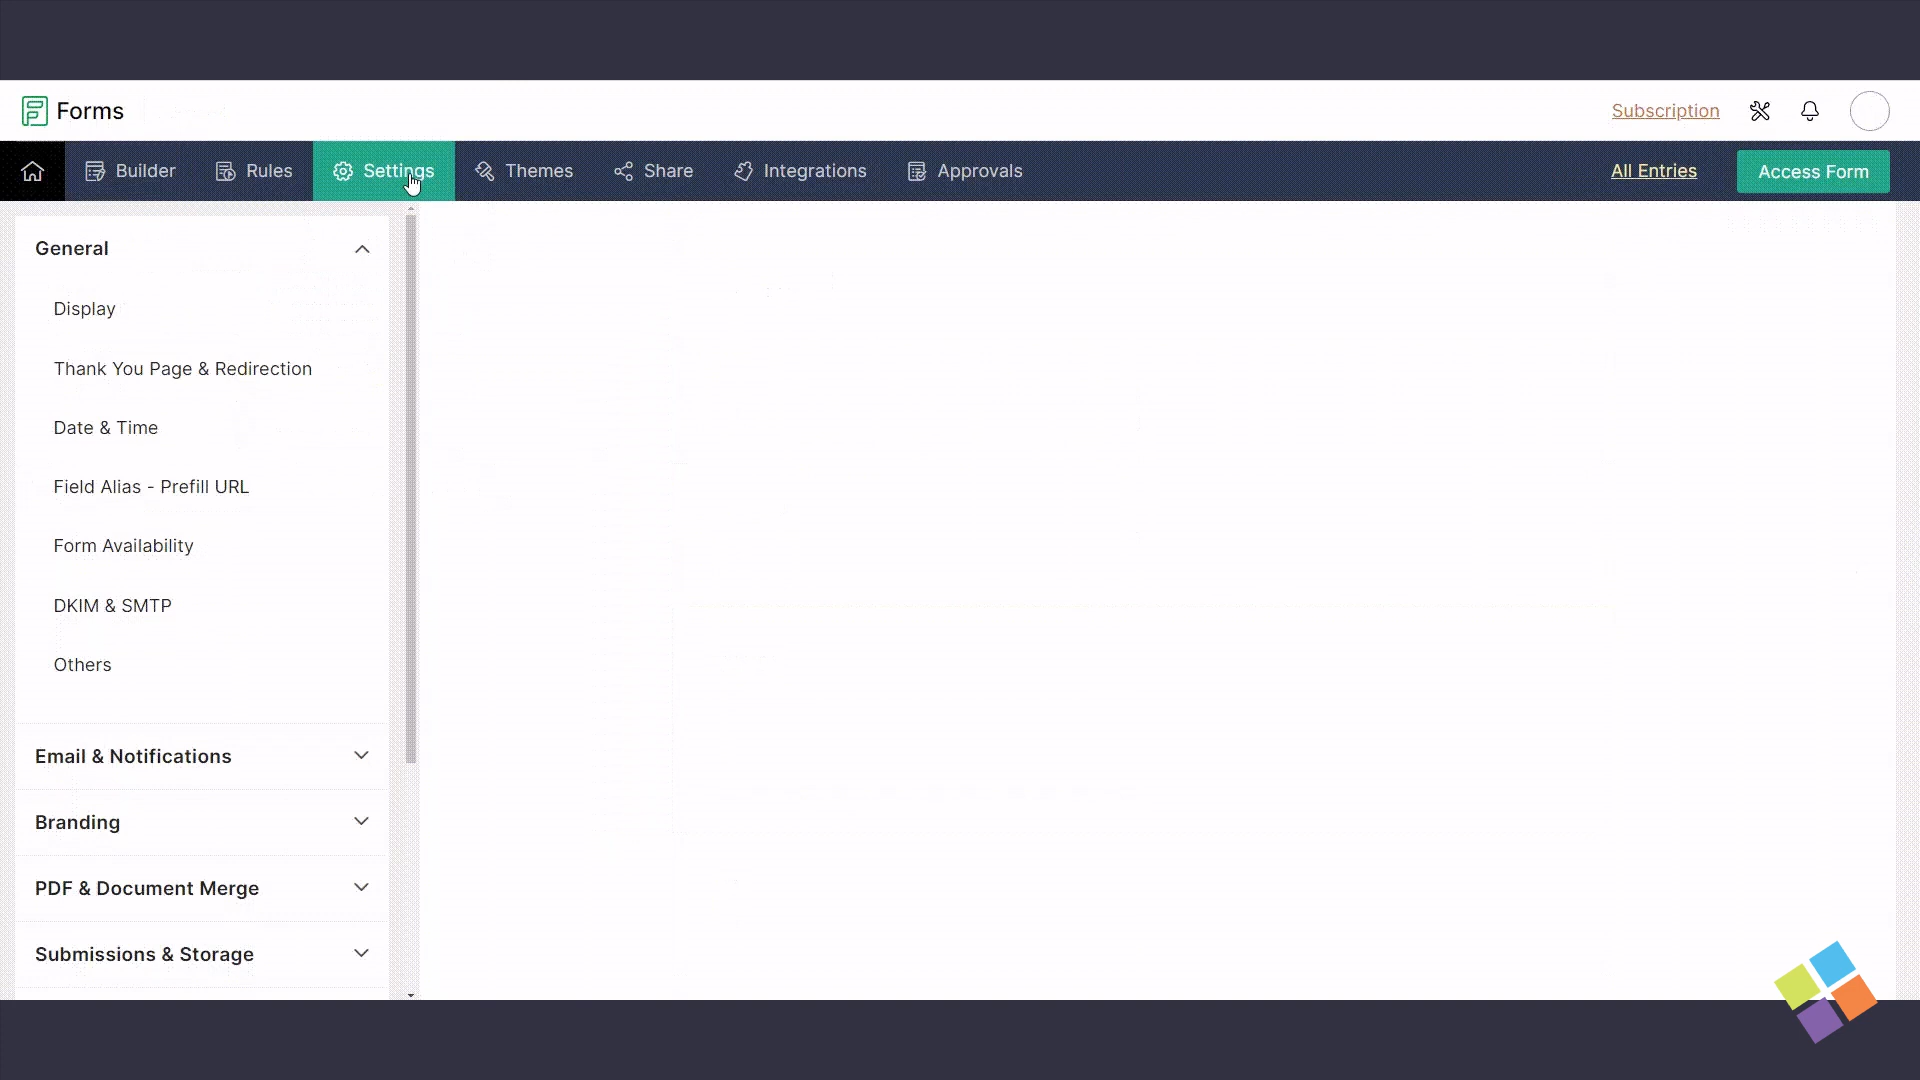 Forms
Subscription
Builder
Rules
Settings
Themes
Share
Integrations
Approvals
All Entries
Access Form
General
Display
Thank You Page & Redirection
Date & Time
Field Alias - Prefill URL
Form Availability
DKIM & SMTP
Others
Email & Notifications
Branding
PDF & Document Merge
Submissions & Storage